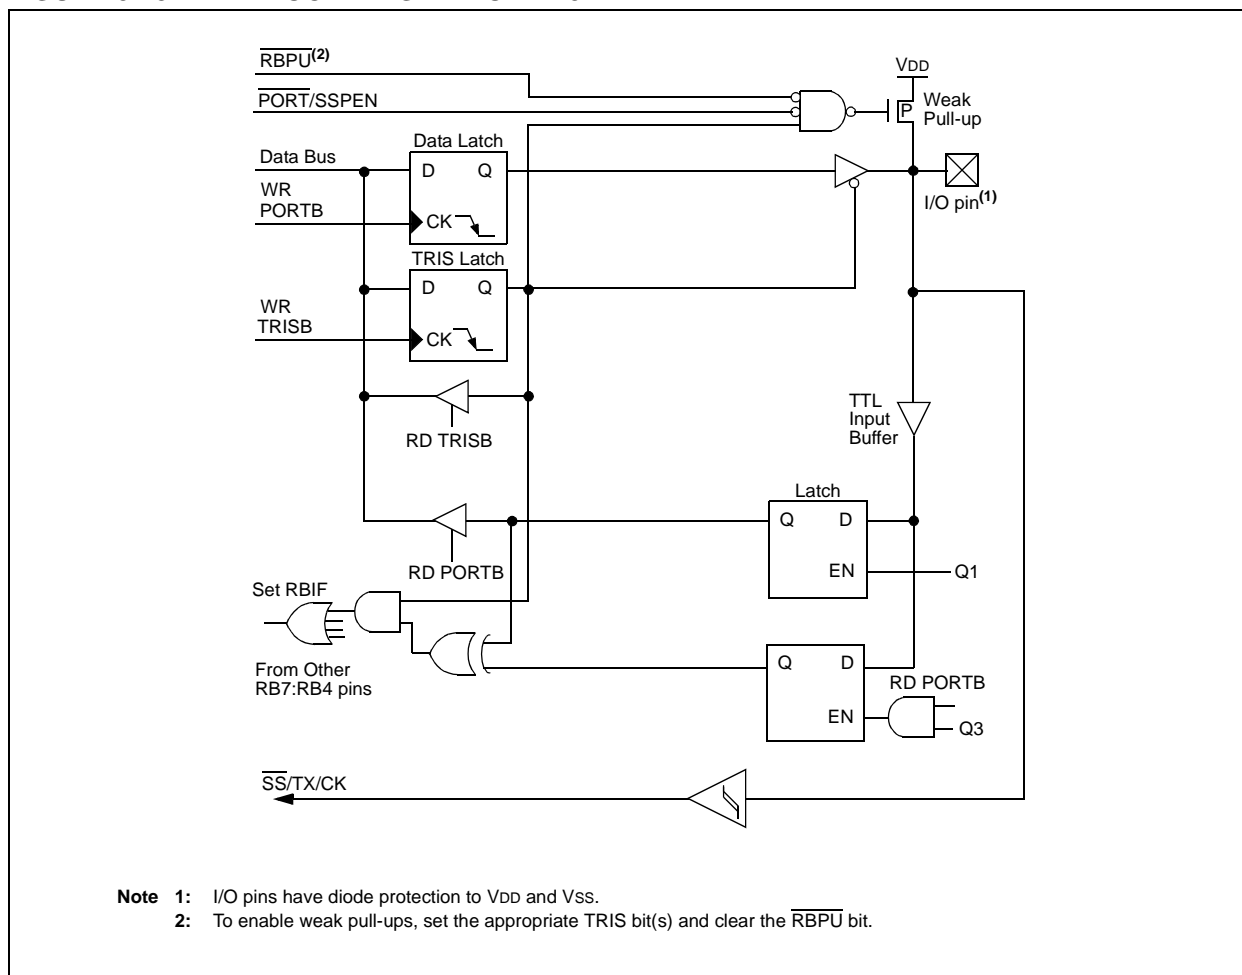 RBPU(2)
VDD
PORT/SSPEN
Weak
Pull-up
P
Data Latch
Data Bus
D Q
WR
PORTB
CK
I/O pin(1)
TRIS Latch
D Q
WR
TRISB
CK
TTL
Input
Buffer
RD TRISB
Latch
Q D
EN
Q1
RD PORTB
Set RBIF
From Other
RB7:RB4 pins
Q D
RD PORTB
EN
Q3
SS/TX/CK
Note 1: I/O pins have diode protection to VDD and VSS.
2: To enable weak pull-ups, set the appropriate TRIS bit(s) and clear the RBPU bit.